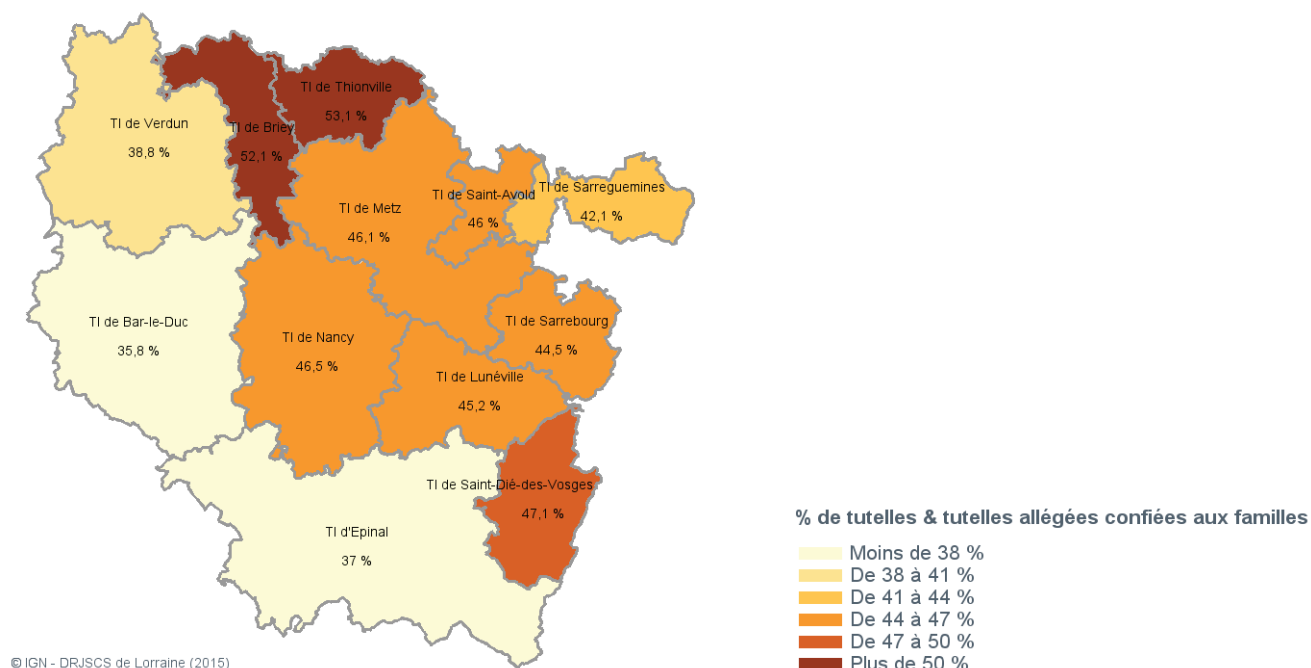 TI de Thionville
53,1 %
TI de Verdun
38,8 %
TI de Briey
52,1 %
TI de Saint-Avold
46 %
TI de Sarreguemines
42,1 %
TI de Metz
46,1 %
TI de Bar-le-Duc
35,8 %
TI de Nancy
46,5 %
TI de Sarrebourg
44,5 %
TI de Lunéville
45,2 %
TI de Saint-Dié-des-Vosges
47,1 %
TI d'Epinal
37 %
% de tutelles & tutelles allégées confiées aux familles
Moins de 38 %
De 38 à 41 %
De 41 à 44 %
De 44 à 47 %
De 47 à 50 %
Plus de 50 %
© IGN - DRJSCS de Lorraine (2015)